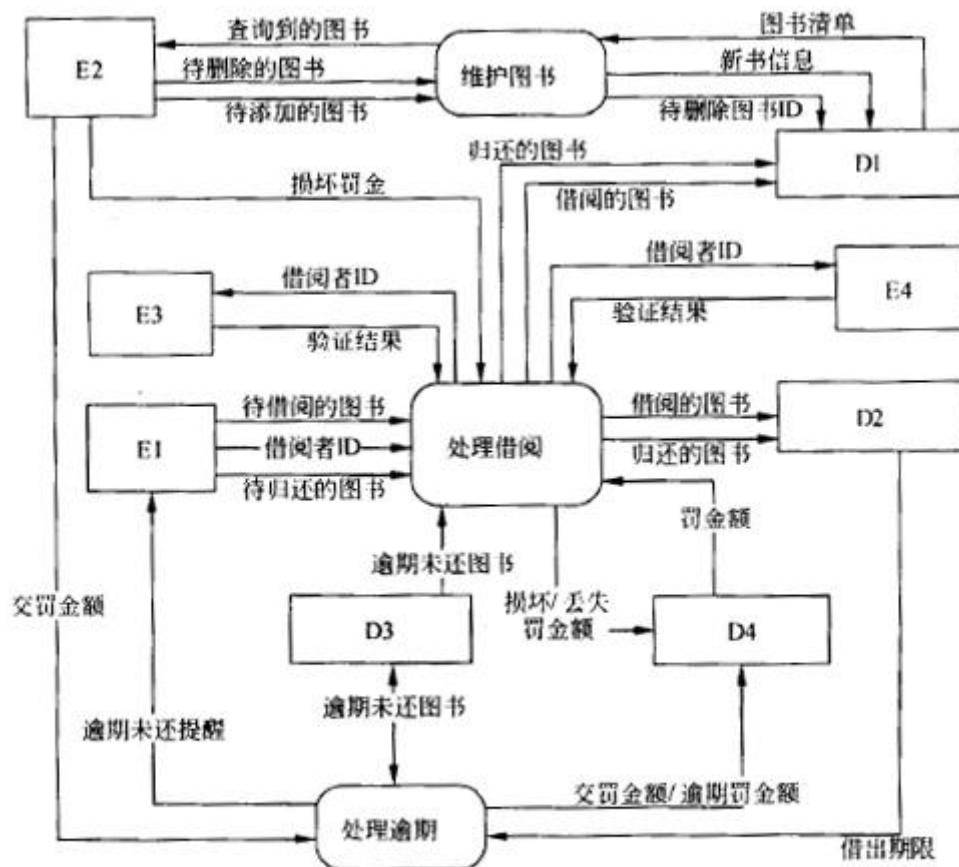 查询到的图书
图书清单
E2
维护图书
新书信息
待删除的图书
待添加的图书
待删除图书ID
归还的图书
D1
损坏罚金
借阅的图书
借阅者ID
借阅者ID
E3
E4
验证结果
验证结果
待借阅的图书
借阅的图书
E1
借阅者ID
处理借阅
D2
待归还的图书
归还的图书
罚金额
逾期未还图书
交罚金额
损坏/丢失
罚金额
D3
D4
逾期未还图书
逾期未还提醒
交罚金额/逾期罚金额
处理逾期
借出期限